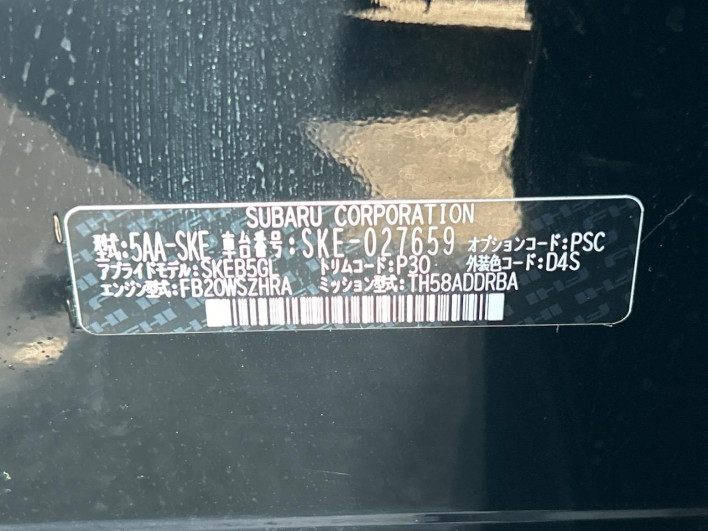 SUBARU CORPORATION
型式:5AA-SKE 車台番号:SKE-027659 オプションコード:PSC
アプライドモデル:SKEB5GL トリムコード:P30 外装色コード:D4S
エンジン型式:FB20WSZHRA ミッション型式:TH58ADDRBA